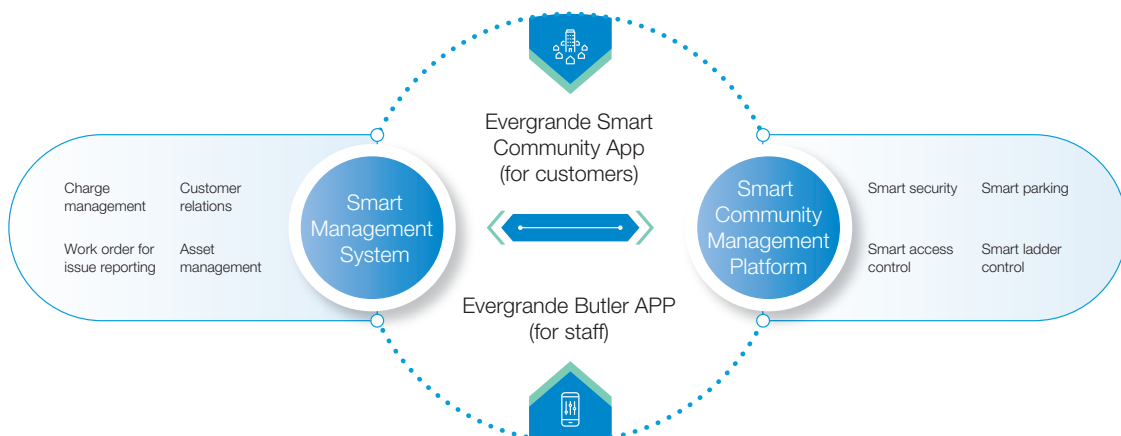 Evergrande Smart
Community App
(for customers)
Charge
management
Customer
relations
Work order for
issue reporting
Asset
management
Smart
Management
System
Smart
Community
Management
Platform
Smart security
Smart parking
Smart access
control
Smart ladder
control
Evergrande Butler APP
(for staff)